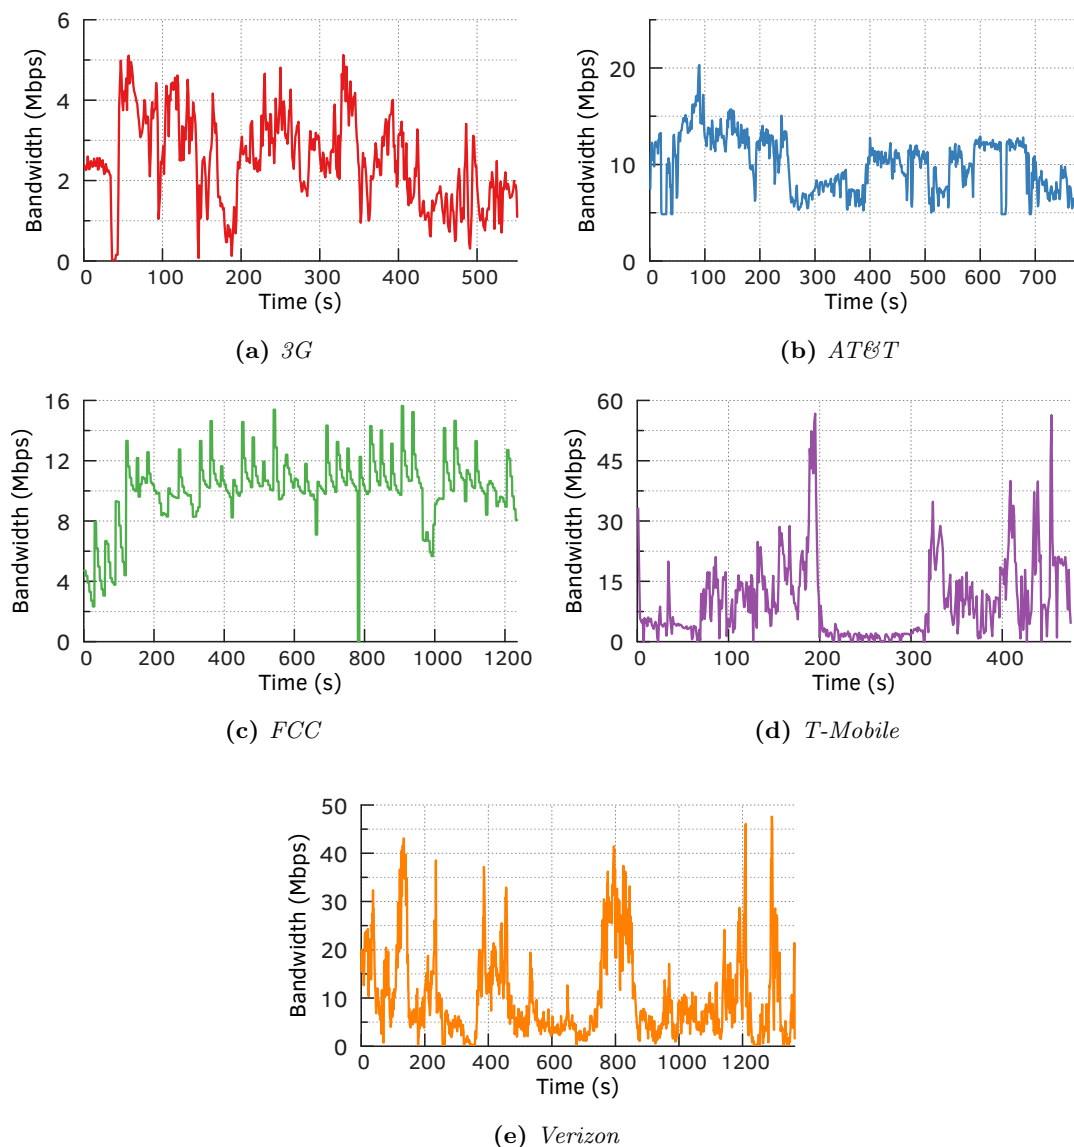 6
4
2
0
Bandwidth (Mbps)
0 100 200 300 400 500
Time (s)
(a) 3G
20
10
0
Bandwidth (Mbps)
0 100 200 300 400 500 600 700
Time (s)
(b) AT&T
16
12
8
4
0
Bandwidth (Mbps)
0 200 400 600 800 1000 1200
Time (s)
(c) FCC
60
45
30
15
0
Bandwidth (Mbps)
0 100 200 300 400
Time (s)
(d) T-Mobile
50
40
30
20
10
0
Bandwidth (Mbps)
0 200 400 600 800 1000 1200
Time (s)
(e) Verizon